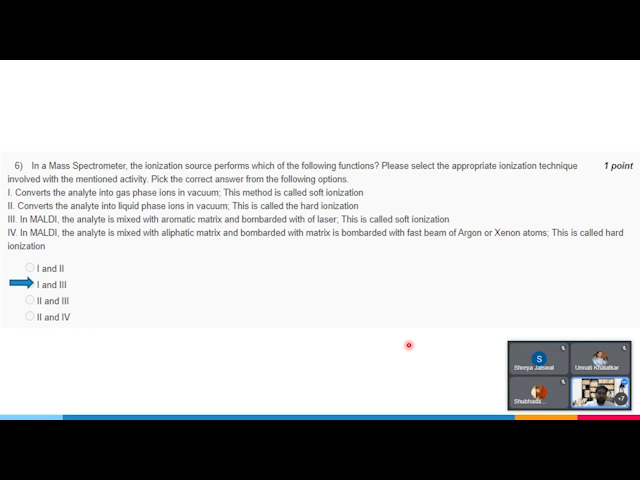 6) In a Mass Spectrometer, the ionization source performs which of the following functions? Please select the appropriate ionization technique 1 point
involved with the mentioned activity. Pick the correct answer from the following options.
I. Converts the analyte into gas phase ions in vacuum; This method is called soft ionization
II. Converts the analyte into liquid phase ions in vacuum; This is called the hard ionization
III. In MALDI, the analyte is mixed with aromatic matrix and bombarded with of laser; This is called soft ionization
IV. In MALDI, the analyte is mixed with aliphatic matrix and bombarded with matrix is bombarded with fast beam of Argon or Xenon atoms; This is called hard
ionization
I and II
I and III
II and III
II and IV
S
Shreya Jaiswal
Unnati Khalatkar
Shubhada
+7